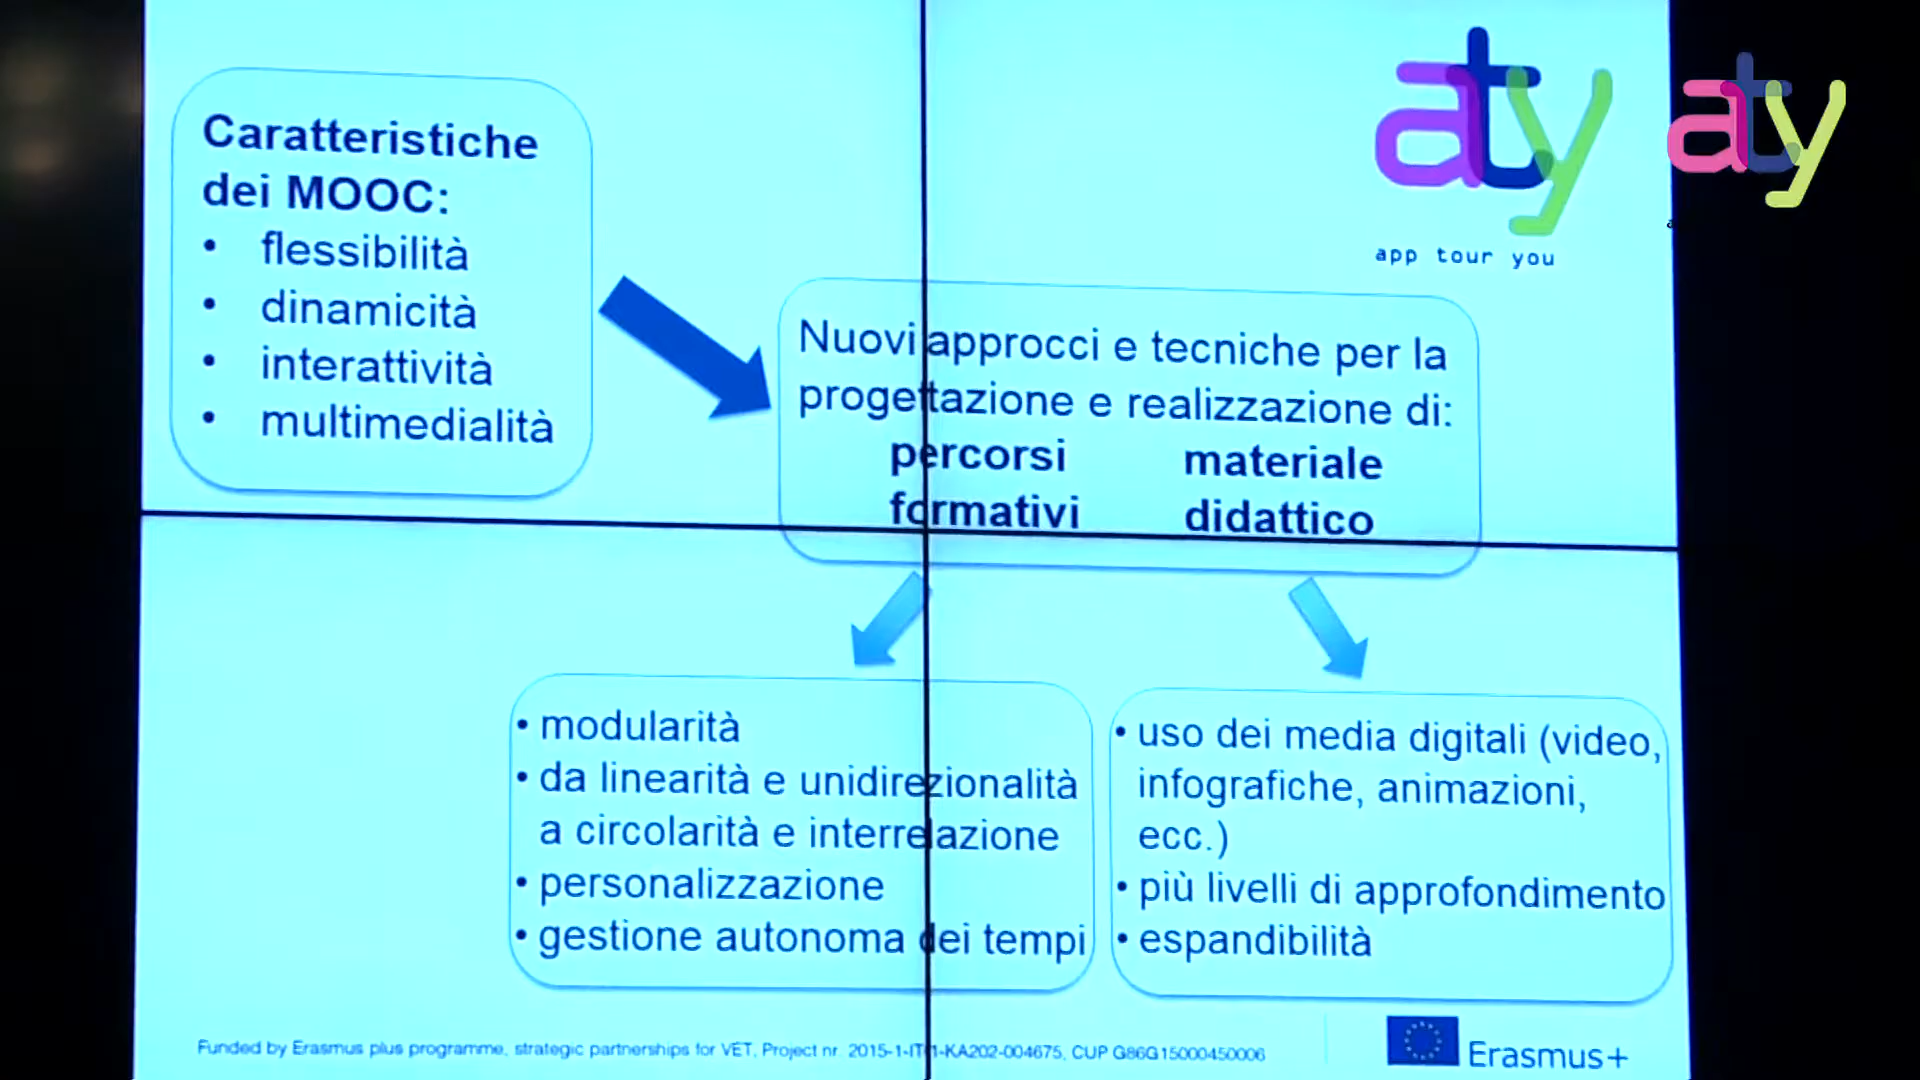 Caratteristiche
dei MOOC:
• flessibilità
• dinamicità
• interattività
• multimedialità
aty
app tour you
aty
Nuovi approcci e tecniche per la
progettazione e realizzazione di:
percorsi
formativi
materiale
didattico
• modularità
• da linearità e unidirezionalità
a circolarità e interrelazione
• personalizzazione
• gestione autonoma dei tempi
• uso dei media digitali (video,
infografiche, animazioni,
ecc.)
• più livelli di approfondimento
• espandibilità
Funded by Erasmus plus programme, strategic partnerships for VET, Project nr. 2015-1-IT01-KA202-004675, CUP G86G15000450006
Erasmus+